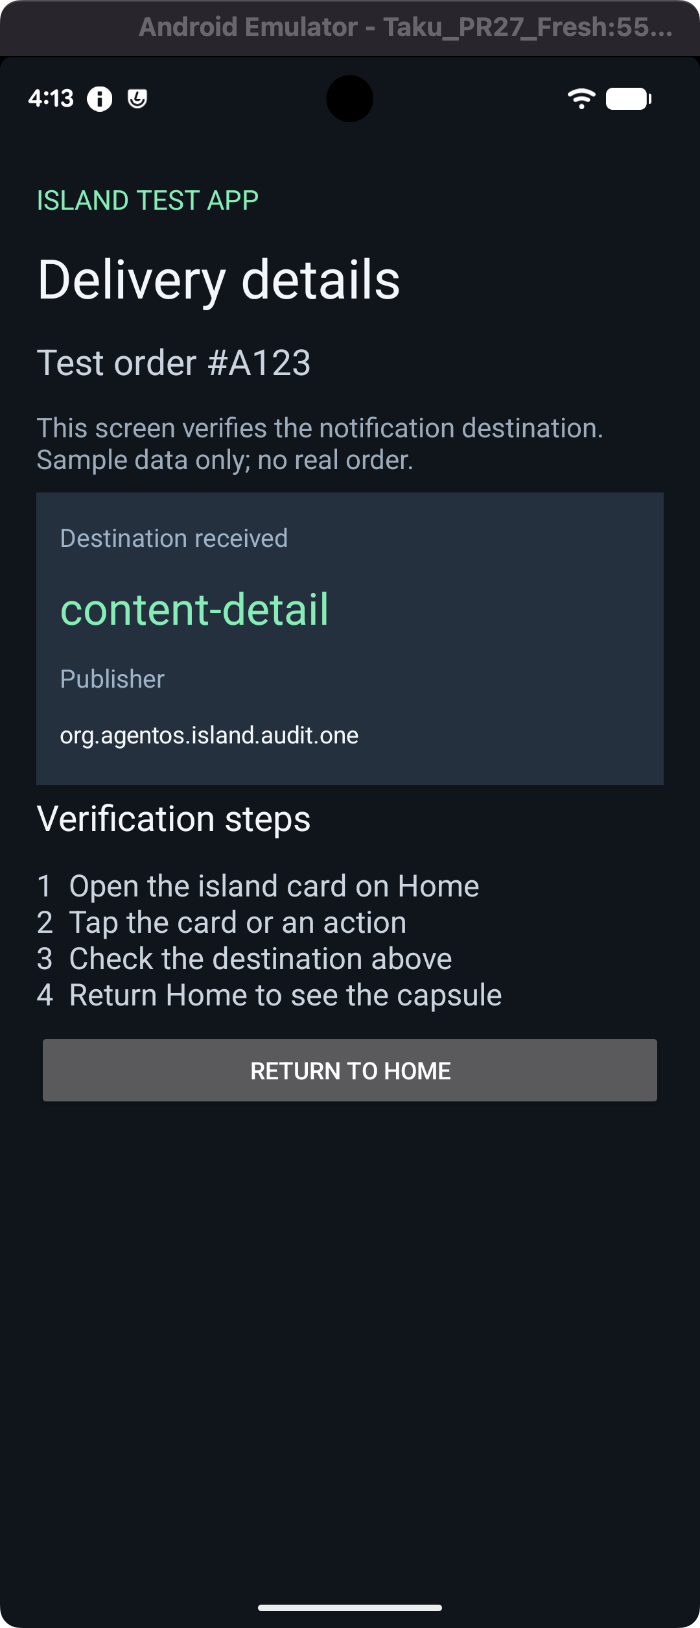 Android Emulator - Taku_PR27_Fresh:55...
4:13
ISLAND TEST APP
Delivery details
Test order #A123
This screen verifies the notification destination.
Sample data only; no real order.
Destination received
content-detail
Publisher
org.agentos.island.audit.one
Verification steps
1 Open the island card on Home
2 Tap the card or an action
3 Check the destination above
4 Return Home to see the capsule
RETURN TO HOME